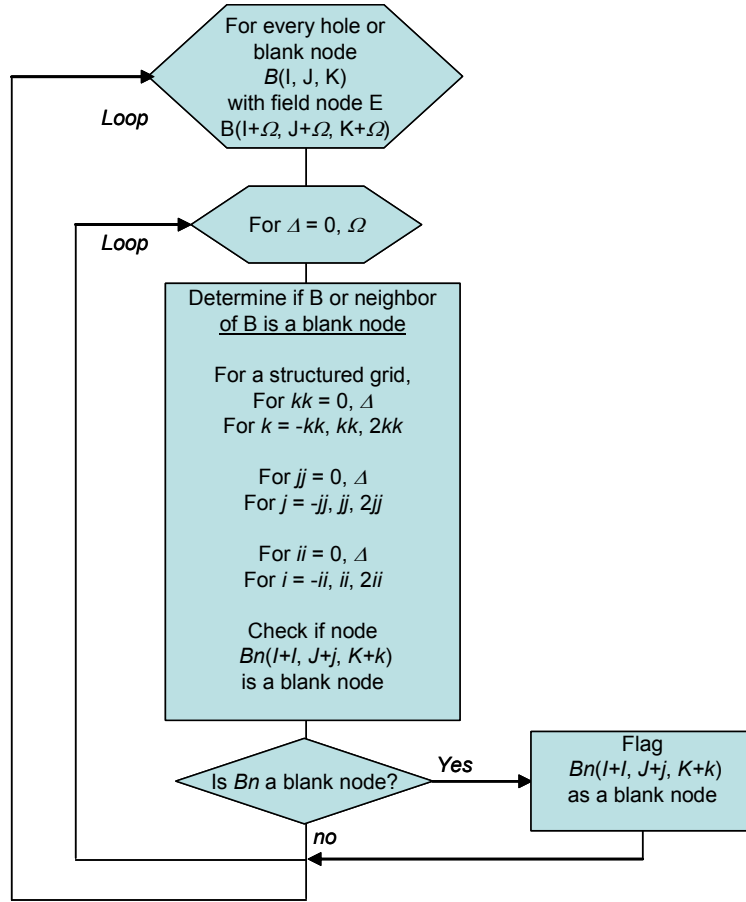 For every hole or
blank node
B(I, J, K)
with field node E
B(I+Ω, J+Ω, K+Ω)
Loop
For Δ = 0, Ω
Loop
Determine if B or neighbor
of B is a blank node
For a structured grid,
For kk = 0, Δ
For k = -kk, kk, 2kk
For jj = 0, Δ
For j = -jj, jj, 2jj
For ii = 0, Δ
For i = -ii, ii, 2ii
Check if node
Bn(I+I, J+j, K+k)
is a blank node
Is Bn a blank node?
Yes
Flag
Bn(I+I, J+j, K+k)
as a blank node
no